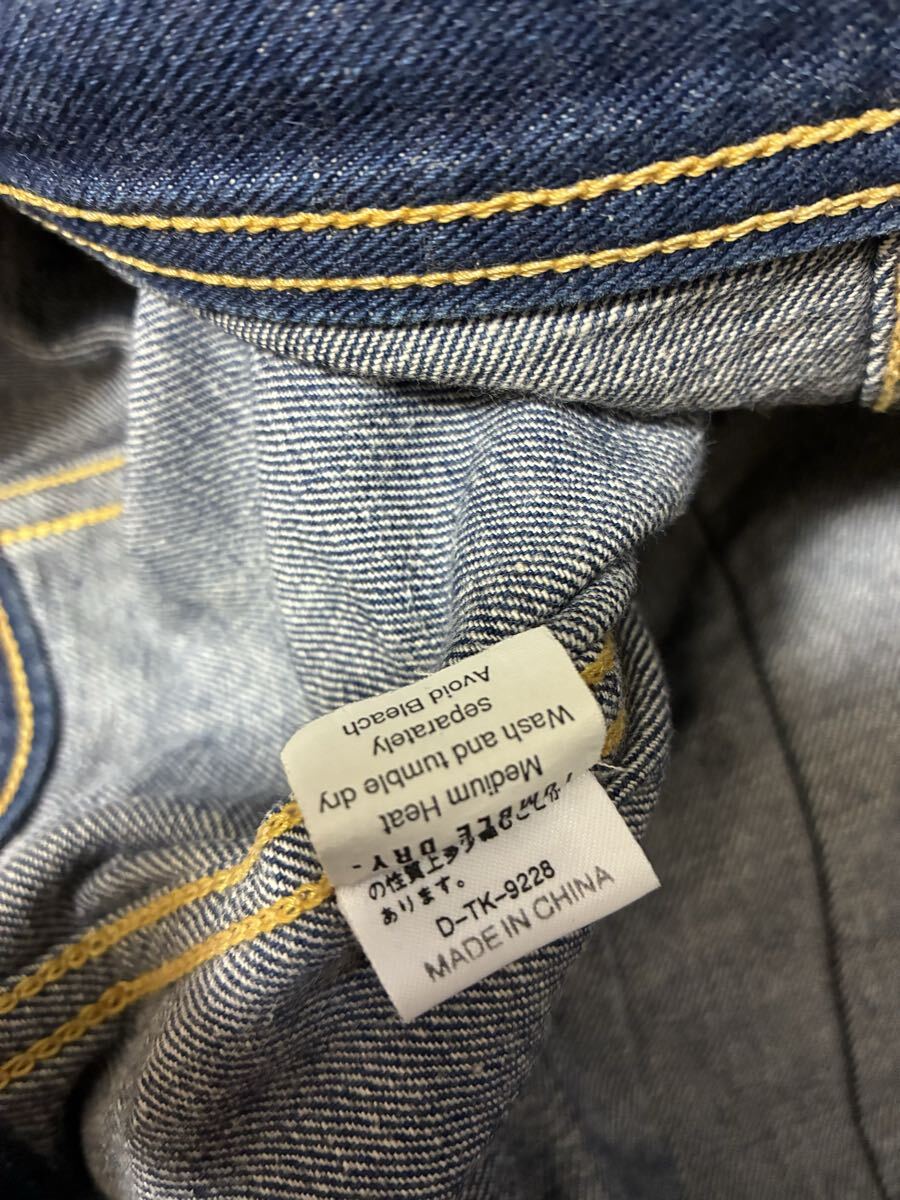 Medium Heat
Wash and tumble dry
separately
Avoid Bleach
DRY -
の性質上
あります。
D-TK-9228
MADE IN CHINA